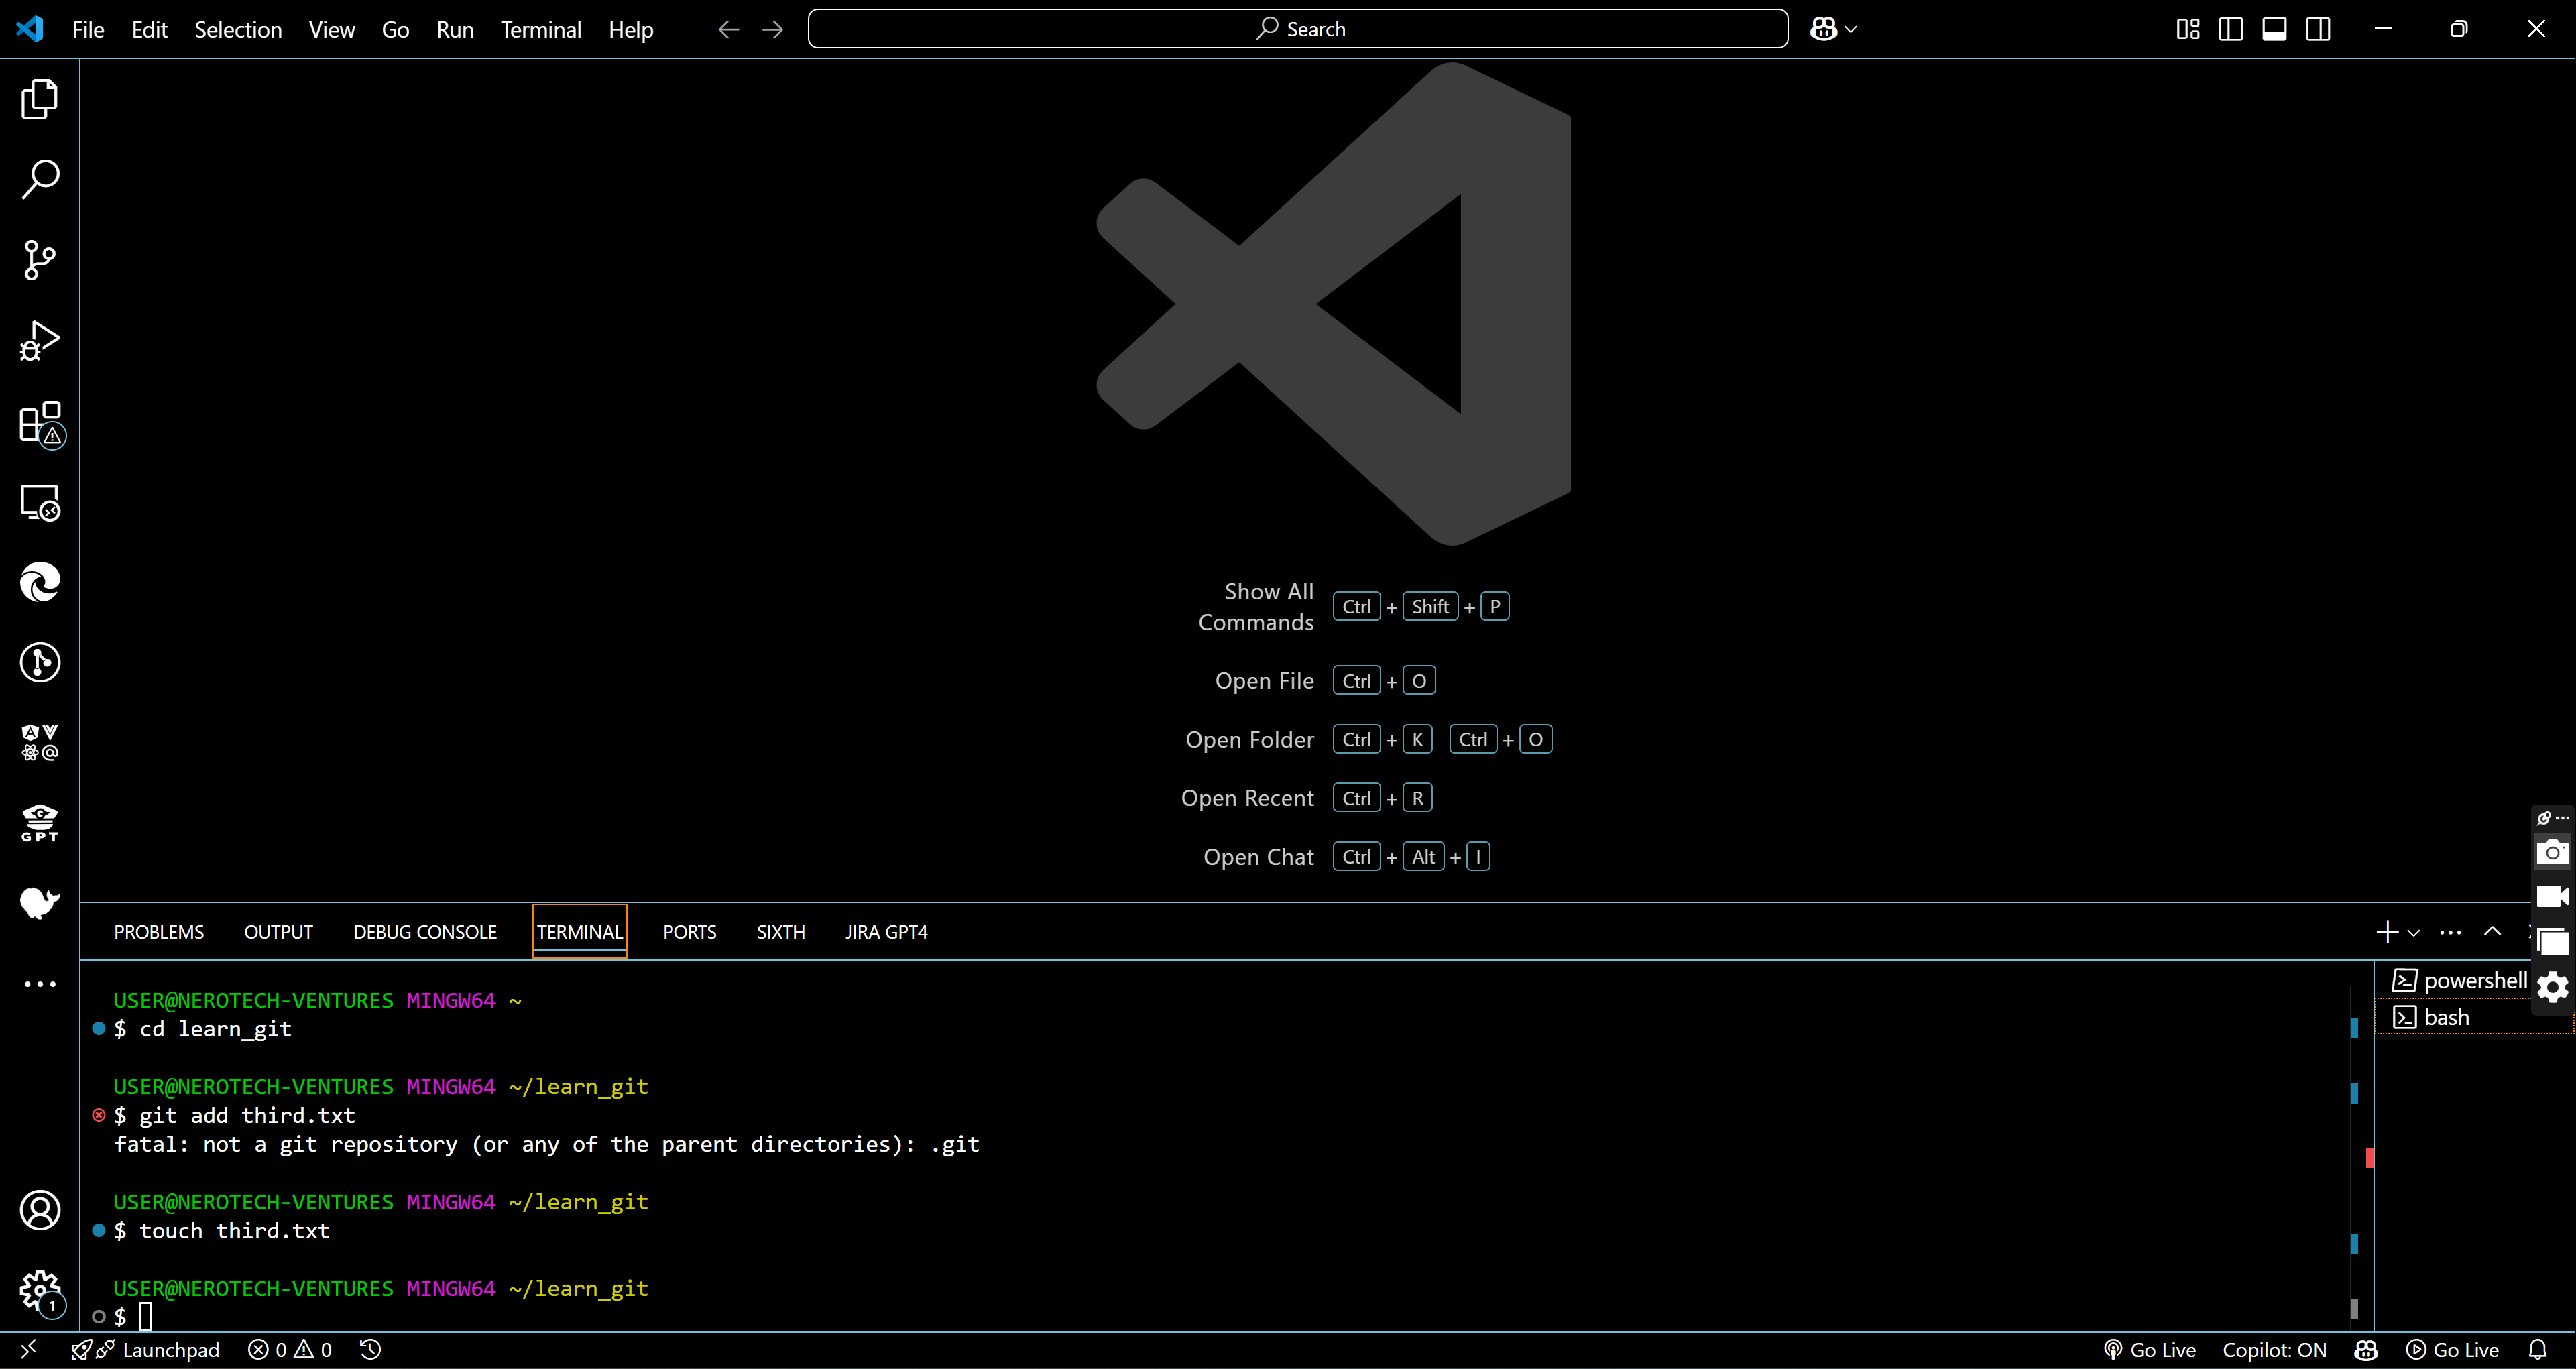 File Edit Selection View Go Run Terminal Help Search
Show All Commands Ctrl + Shift + P
Open File Ctrl + O
Open Folder Ctrl + K Ctrl + O
Open Recent Ctrl + R
Open Chat Ctrl + Alt + I
GPT
PROBLEMS OUTPUT DEBUG CONSOLE TERMINAL PORTS SIXTH JIRA GPT4
powershell
bash
USER@NEROTECH-VENTURES MINGW64 ~
$ cd learn_git
USER@NEROTECH-VENTURES MINGW64 ~/learn_git
$ git add third.txt
fatal: not a git repository (or any of the parent directories): .git
USER@NEROTECH-VENTURES MINGW64 ~/learn_git
$ touch third.txt
USER@NEROTECH-VENTURES MINGW64 ~/learn_git
$
1
Launchpad 0 0 Go Live Copilot: ON Go Live